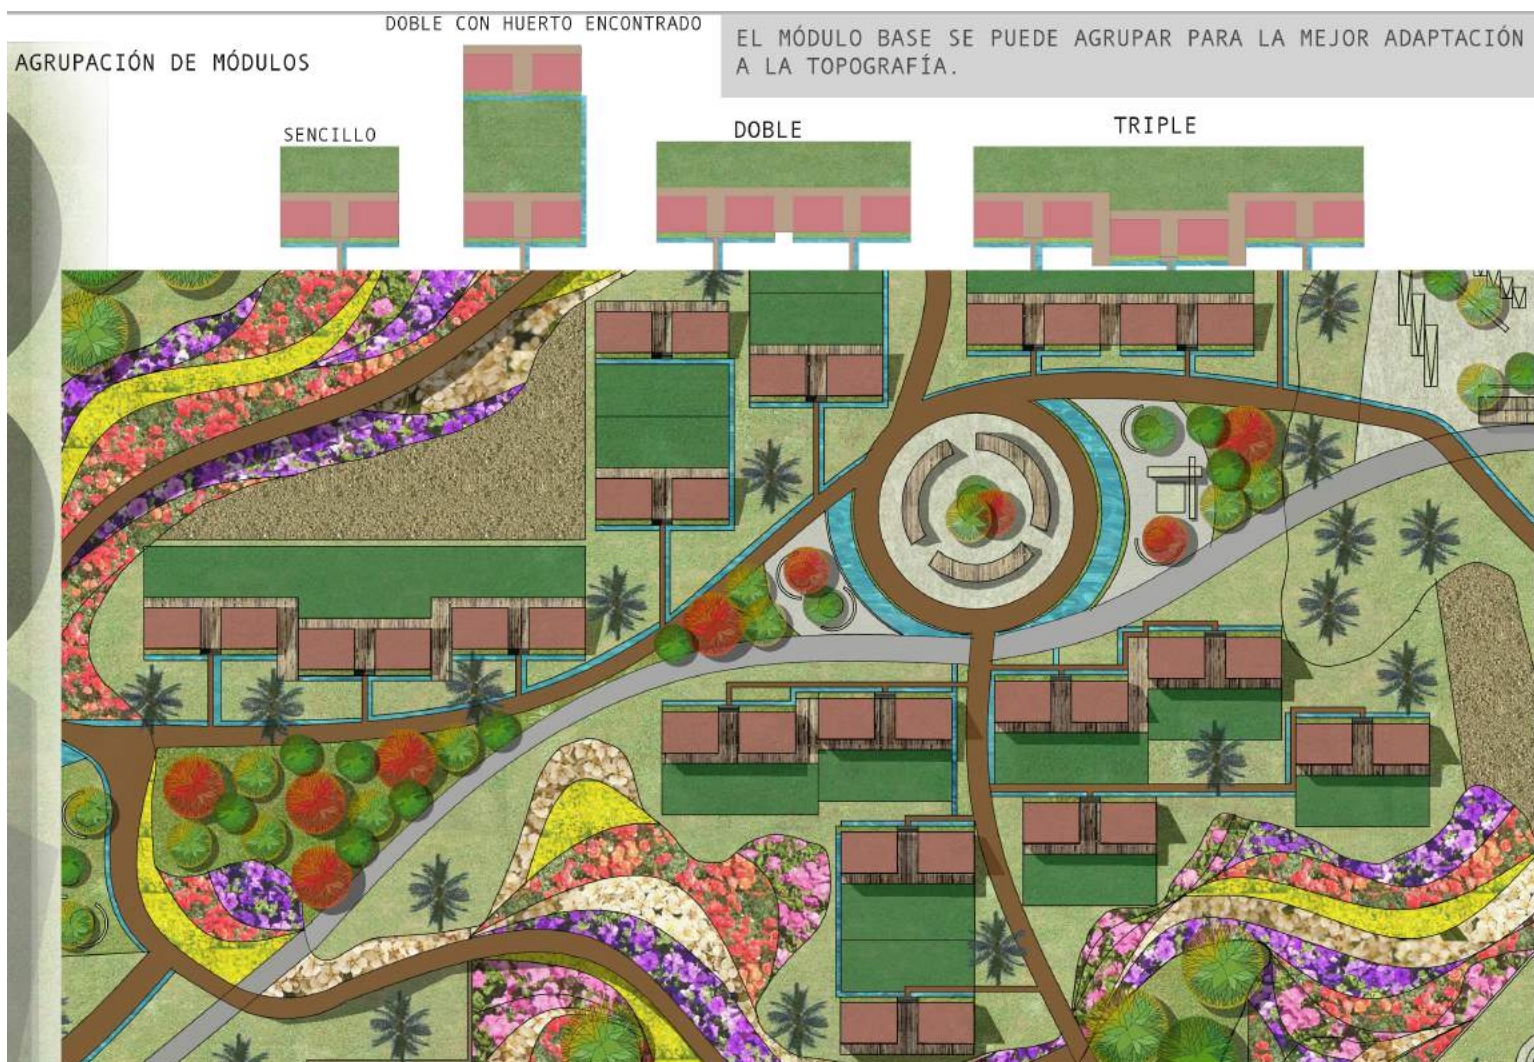 DOBLE CON HUERTO ENCONTRADO
EL MÓDULO BASE SE PUEDE AGRUPAR PARA LA MEJOR ADAPTACIÓN
A LA TOPOGRAFÍA.
AGRUPACIÓN DE MÓDULOS
SENCILLO
DOBLE
TRIPLE